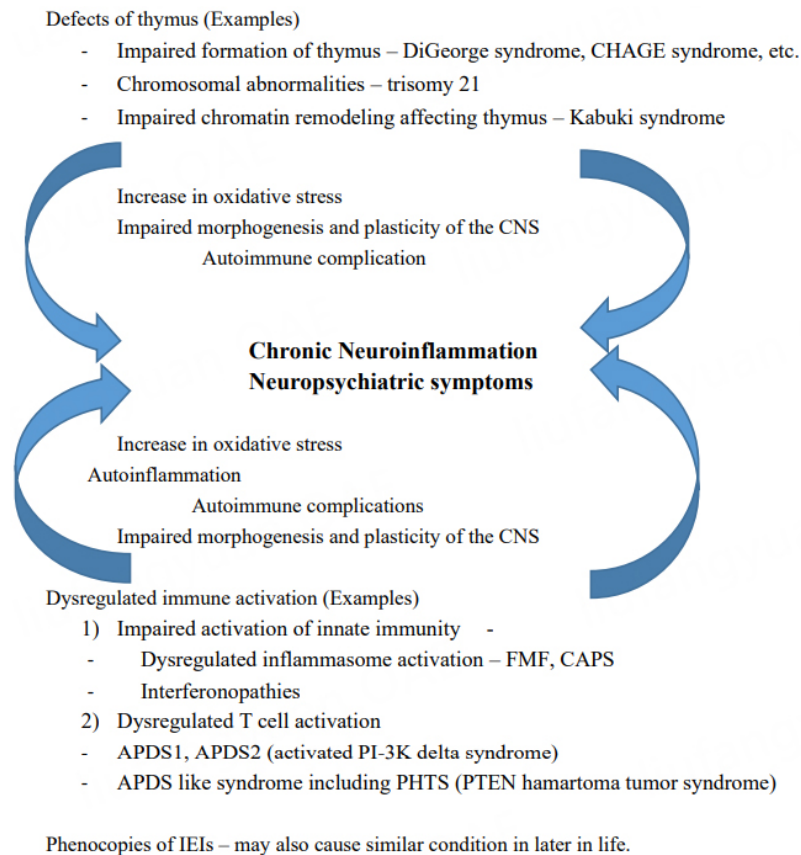 Defects of thymus (Examples)
- Impaired formation of thymus – DiGeorge syndrome, CHAGE syndrome, etc.
- Chromosomal abnormalities – trisomy 21
- Impaired chromatin remodeling affecting thymus – Kabuki syndrome
Increase in oxidative stress
Impaired morphogenesis and plasticity of the CNS
Autoimmune complication
Chronic Neuroinflammation
Neuropsychiatric symptoms
Increase in oxidative stress
Autoinflammation
Autoimmune complications
Impaired morphogenesis and plasticity of the CNS
Dysregulated immune activation (Examples)
1) Impaired activation of innate immunity -
- Dysregulated inflammasome activation – FMF, CAPS
- Interferonopathies
2) Dysregulated T cell activation
- APDS1, APDS2 (activated PI-3K delta syndrome)
- APDS like syndrome including PHTS (PTEN hamartoma tumor syndrome)
Phenocopies of IEIs – may also cause similar condition in later in life.